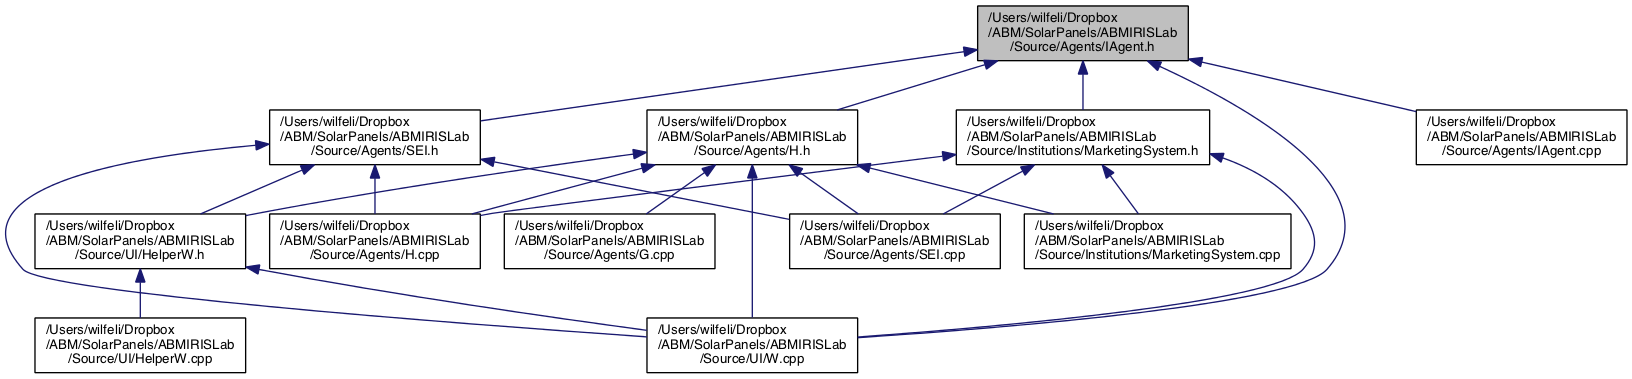 /Users/wilfeli/Dropbox
/ABM/SolarPanels/ABMIRISLab
/Source/Agents/IAgent.h
/Users/wilfeli/Dropbox
/ABM/SolarPanels/ABMIRISLab
/Source/Agents/SEI.h
/Users/wilfeli/Dropbox
/ABM/SolarPanels/ABMIRISLab
/Source/Agents/H.h
/Users/wilfeli/Dropbox
/ABM/SolarPanels/ABMIRISLab
/Source/Institutions/MarketingSystem.h
/Users/wilfeli/Dropbox
/ABM/SolarPanels/ABMIRISLab
/Source/Agents/IAgent.cpp
/Users/wilfeli/Dropbox
/ABM/SolarPanels/ABMIRISLab
/Source/UI/HelperW.h
/Users/wilfeli/Dropbox
/ABM/SolarPanels/ABMIRISLab
/Source/Agents/H.cpp
/Users/wilfeli/Dropbox
/ABM/SolarPanels/ABMIRISLab
/Source/Agents/G.cpp
/Users/wilfeli/Dropbox
/ABM/SolarPanels/ABMIRISLab
/Source/Agents/SEI.cpp
/Users/wilfeli/Dropbox
/ABM/SolarPanels/ABMIRISLab
/Source/Institutions/MarketingSystem.cpp
/Users/wilfeli/Dropbox
/ABM/SolarPanels/ABMIRISLab
/Source/UI/HelperW.cpp
/Users/wilfeli/Dropbox
/ABM/SolarPanels/ABMIRISLab
/Source/UI/W.cpp